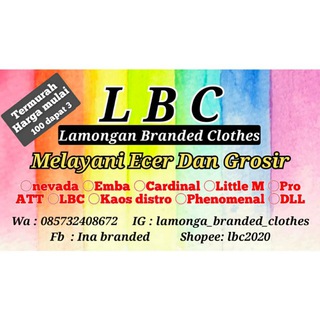 Termurah
Harga mulai
100 dapat 3
L B C
Lamongan Branded Clothes
Melayani Ecer Dan Grosir
nevada Emba Cardinal Little M Pro
ATT LBC Kaos distro Phenomenal DLL
Wa : 085732408672 IG : lamonga_branded_clothes
Fb : Ina branded Shopee: lbc2020